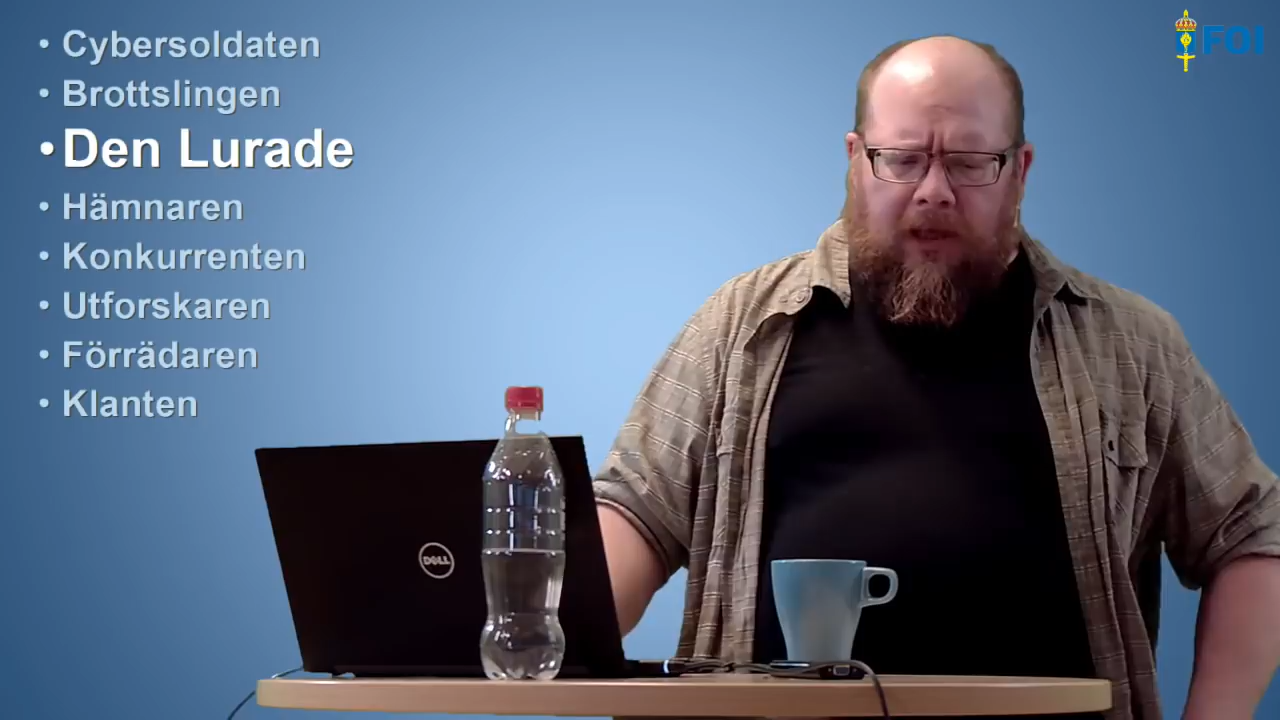 • Cybersoldaten
• Brottslingen
• Den Lurade
• Hämnaren
• Konkurrenten
• Utforskaren
• Förrädaren
• Klanten
FOI
DELL